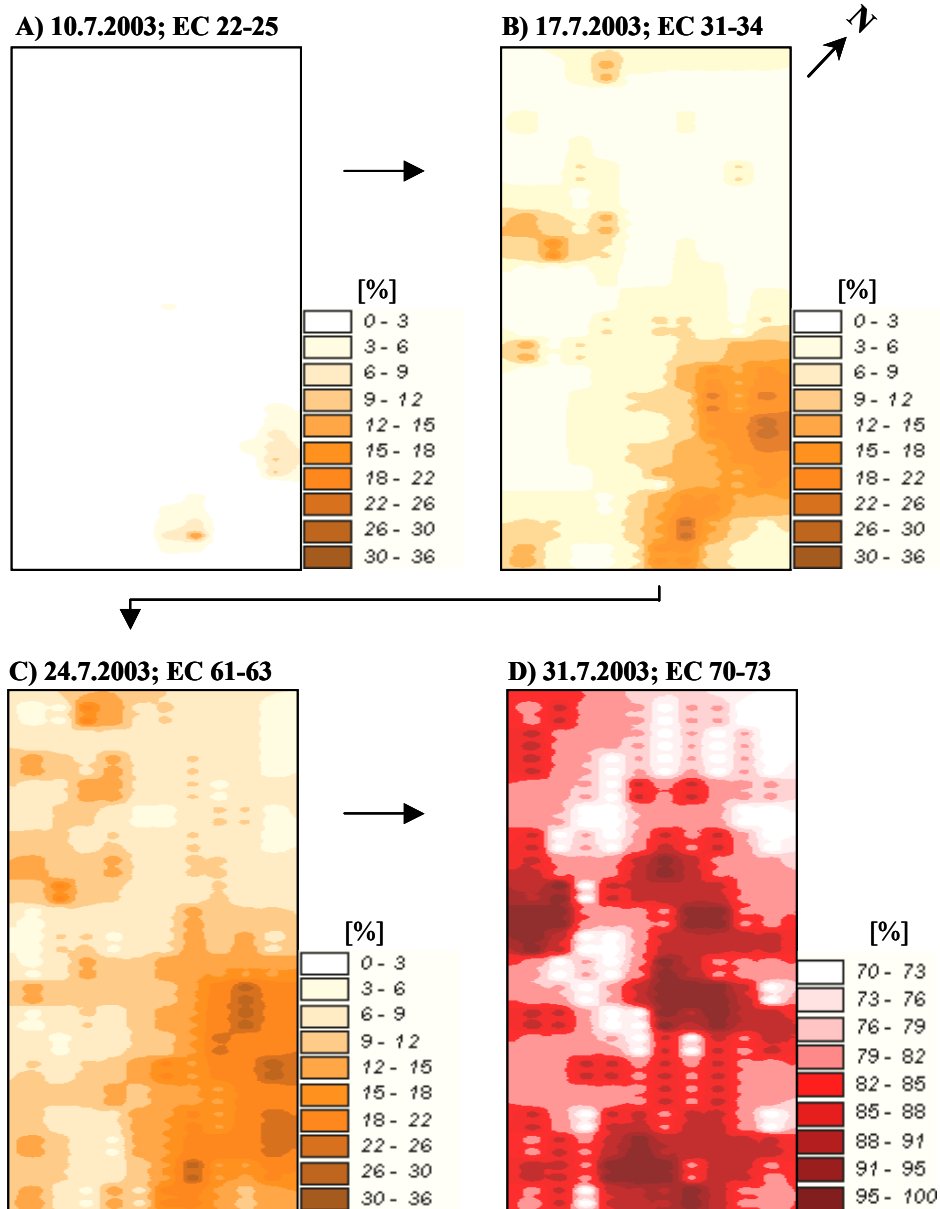 A) 10.7.2003; EC 22-25
B) 17.7.2003; EC 31-34
N
[%]
0 - 3
3 - 6
6 - 9
9 - 12
12 - 15
15 - 18
18 - 22
22 - 26
26 - 30
30 - 36
[%]
0 - 3
3 - 6
6 - 9
9 - 12
12 - 15
15 - 18
18 - 22
22 - 26
26 - 30
30 - 36
C) 24.7.2003; EC 61-63
D) 31.7.2003; EC 70-73
[%]
0 - 3
3 - 6
6 - 9
9 - 12
12 - 15
15 - 18
18 - 22
22 - 26
26 - 30
30 - 36
[%]
70 - 73
73 - 76
76 - 79
79 - 82
82 - 85
85 - 88
88 - 91
91 - 95
95 - 100